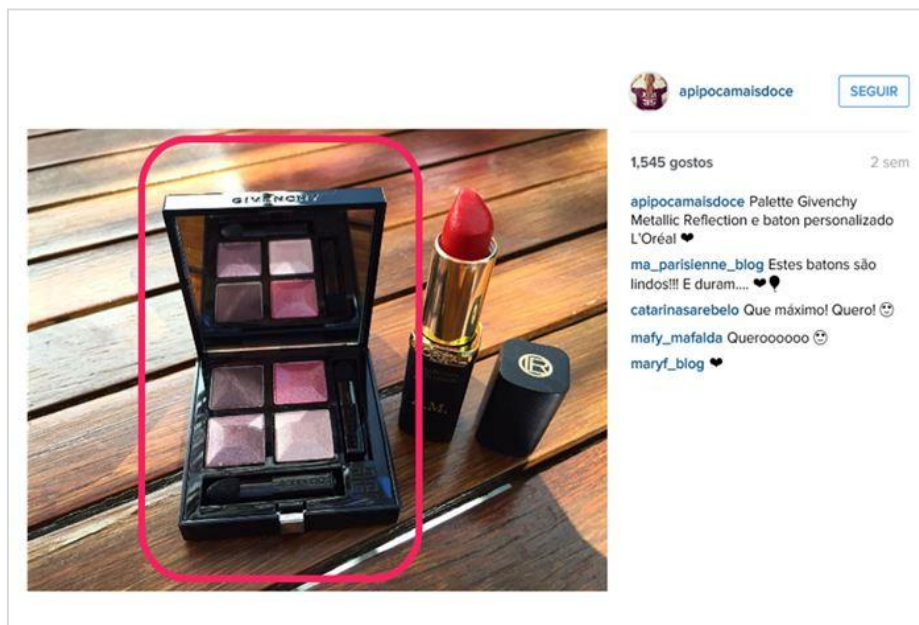 apipocamaisdoce
SEGUIR
1,545 gostos
2 sem
apipocamaisdoce Palette Givenchy
Metallic Reflection e baton personalizado
L'Oréal ❤
ma_parisienne_blog Estes batons são
lindos!!! E duram.... ❤🎈
catarinasarebelo Que máximo! Quero! 😍
mafy_mafalda Queroooooo 😍
maryf_blog ❤
GIVENCHY